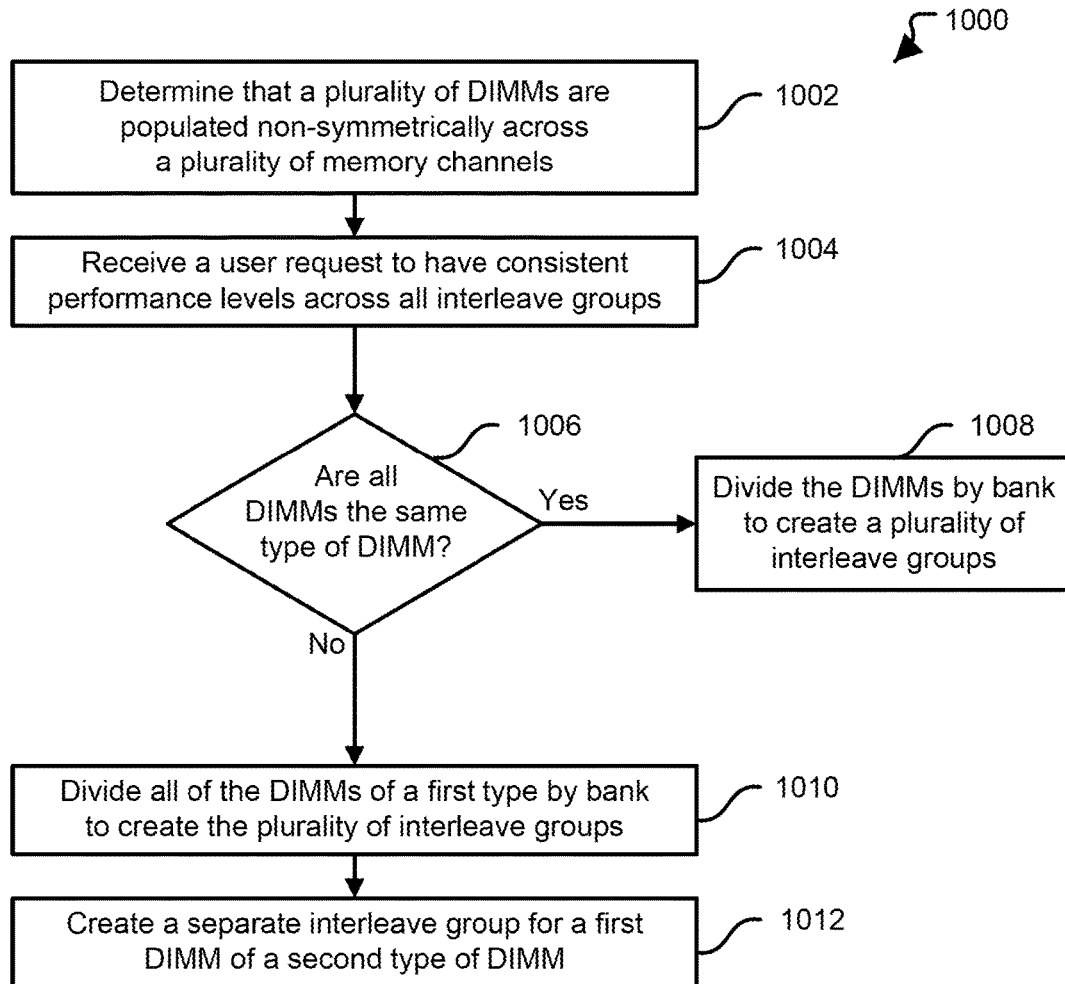 1000
Determine that a plurality of DIMMs are
populated non-symmetrically across
a plurality of memory channels
1002
Receive a user request to have consistent
performance levels across all interleave groups
1004
Are all
DIMMs the same
type of DIMM?
1006
Yes
Divide the DIMMs by bank
to create a plurality of
interleave groups
1008
No
Divide all of the DIMMs of a first type by bank
to create the plurality of interleave groups
1010
Create a separate interleave group for a first
DIMM of a second type of DIMM
1012